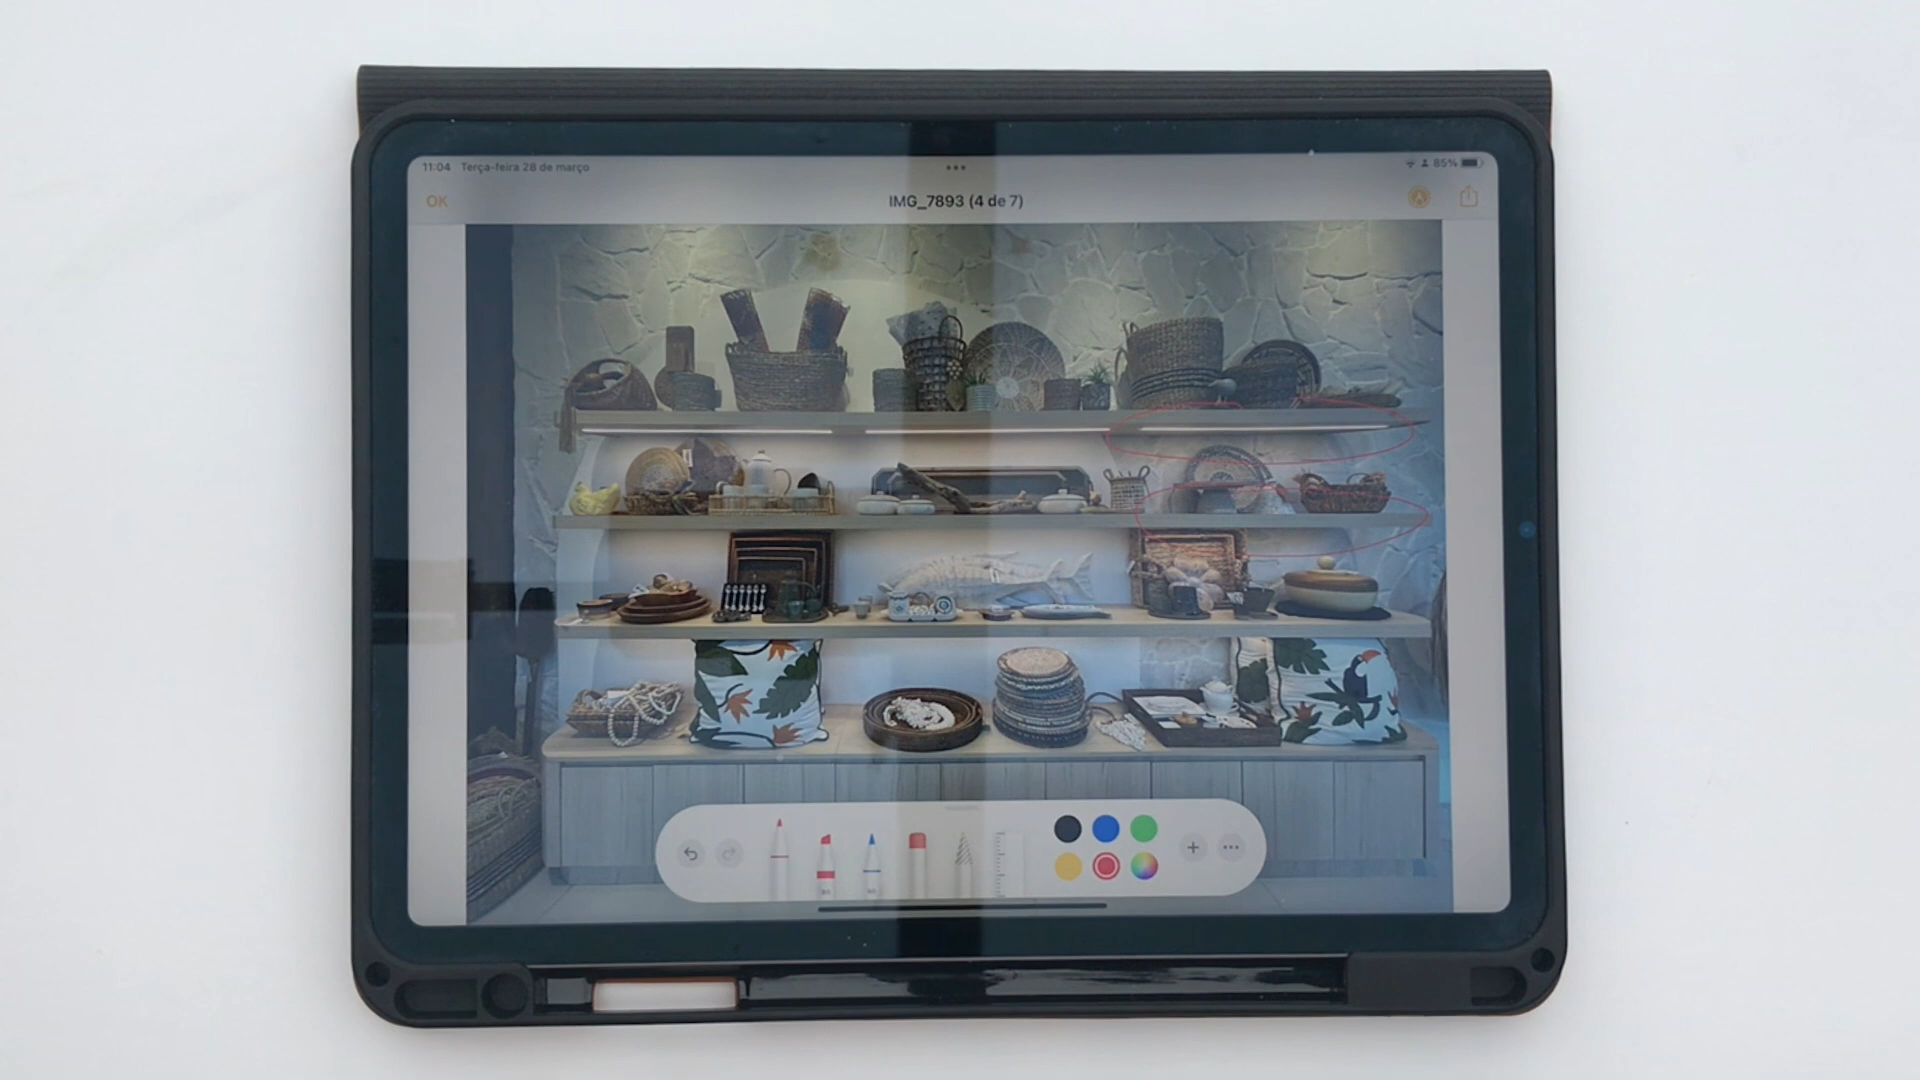 11:04 Terça-feira 28 de março
85%
OK
IMG_7893 (4 de 7)